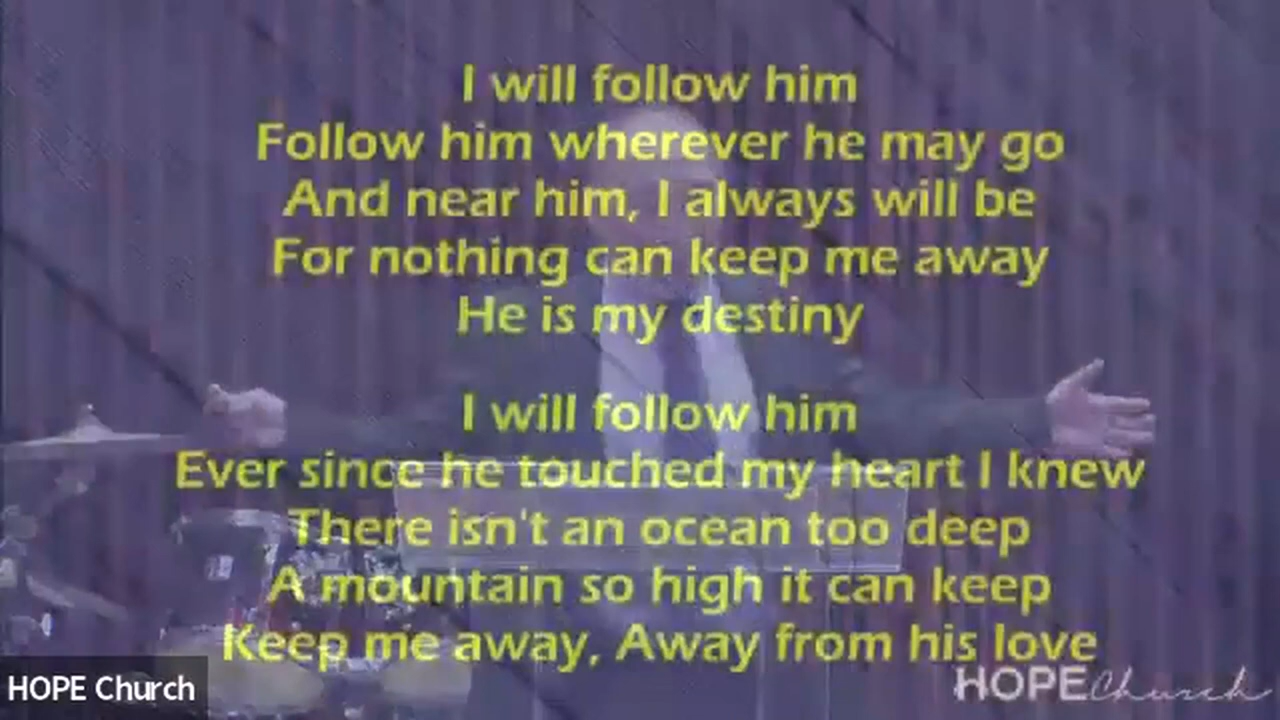 I will follow him
Follow him wherever he may go
And near him, I always will be
For nothing can keep me away
He is my destiny
I will follow him
Ever since he touched my heart I knew
There isn't an ocean too deep
A mountain so high it can keep
Keep me away, Away from his love
HOPE Church
HOPE Church